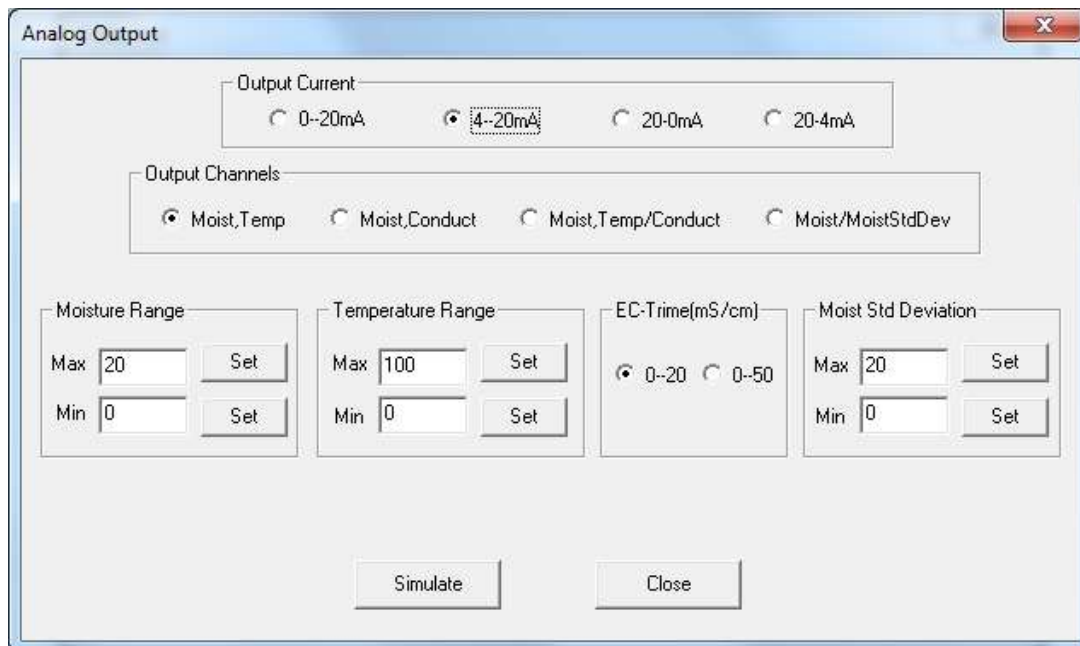 Analog Output
Output Current
0--20mA 4--20mA 20-0mA 20-4mA
Output Channels
Moist,Temp Moist,Conduct Moist,Temp/Conduct Moist/MoistStdDev
Moisture Range Temperature Range EC-Trime(mS/cm) Moist Std Deviation
Max 20 Set Max 100 Set 0--20 0--50 Max 20 Set
Min 0 Set Min 0 Set Min 0 Set
Simulate Close